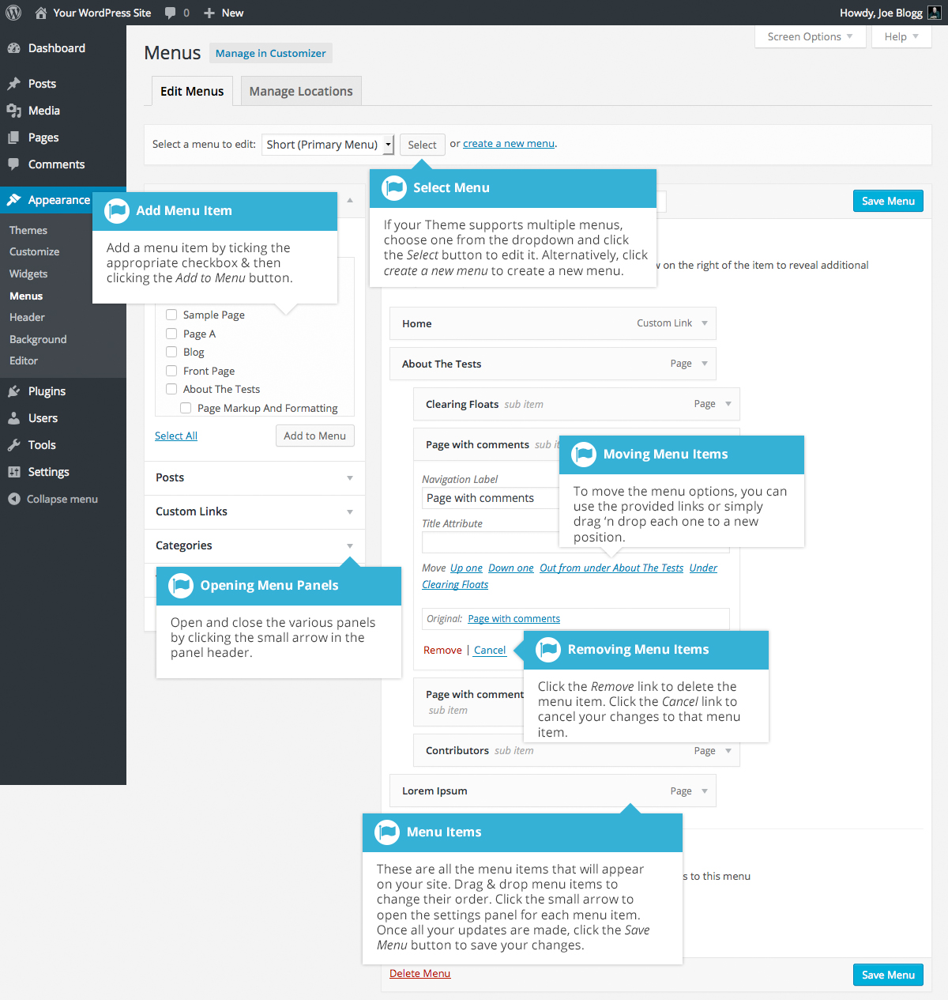 Your WordPress Site 0 New Howdy, Joe Blogg
Dashboard
Posts
Media
Pages
Comments
Appearance
Themes
Customize
Widgets
Menus
Header
Background
Editor
Plugins
Users
Tools
Settings
Collapse menu
Screen Options Help
Menus Manage in Customizer
Edit Menus Manage Locations
Select a menu to edit: Short (Primary Menu) Select or create a new menu.
Select Menu
If your Theme supports multiple menus,
choose one from the dropdown and click
the Select button to edit it. Alternatively, click
create a new menu to create a new menu.
Save Menu
on the right of the item to reveal additional
Add Menu Item
Add a menu item by ticking the
appropriate checkbox & then
clicking the Add to Menu button.
Sample Page
Page A
Blog
Front Page
About The Tests
Page Markup And Formatting
Select All Add to Menu
Posts
Custom Links
Categories
Opening Menu Panels
Open and close the various panels
by clicking the small arrow in the
panel header.
Home Custom Link
About The Tests Page
Clearing Floats sub item Page
Page with comments sub
Navigation Label
Page with comments
Title Attribute
Moving Menu Items
To move the menu options, you can
use the provided links or simply
drag ‘n drop each one to a new
position.
Move Up one Down one Out from under About The Tests Under
Clearing Floats
Original: Page with comments
Remove | Cancel
Removing Menu Items
Click the Remove link to delete the
menu item. Click the Cancel link to
cancel your changes to that menu
item.
Page with comment
sub item
Contributors sub item Page
Lorem Ipsum Page
Menu Items
These are all the menu items that will appear
on your site. Drag & drop menu items to
change their order. Click the small arrow to
open the settings panel for each menu item.
Once all your updates are made, click the Save
Menu button to save your changes.
to this menu
Delete Menu Save Menu